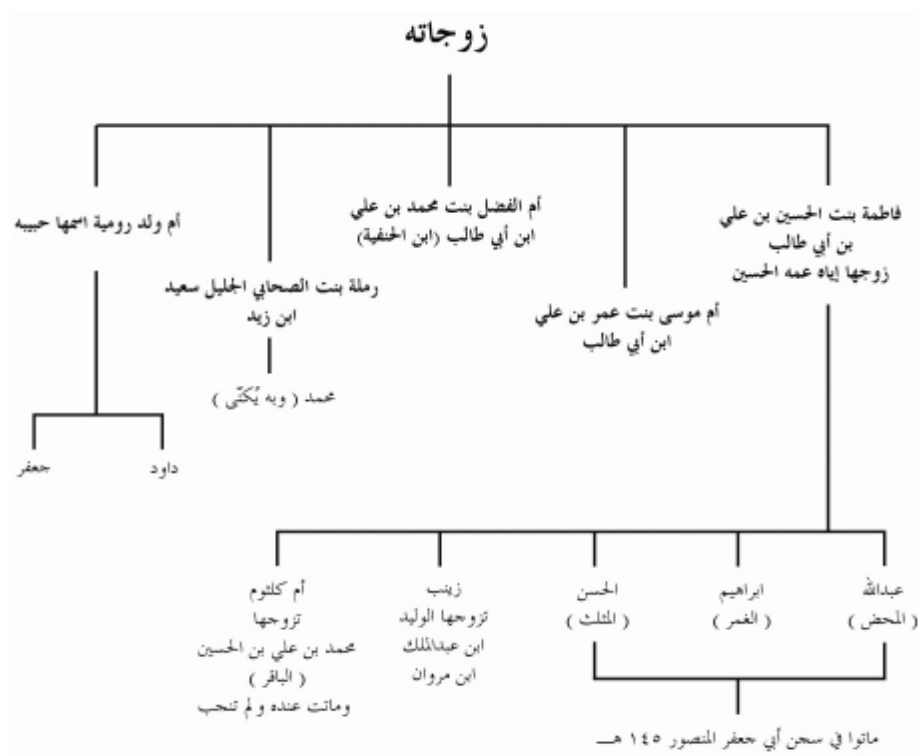 زوجاته
فاطمة بنت الحسين بن علي
بن أبي طالب
زوجها إياه عمه الحسين
أم موسى بنت عمر بن علي
ابن أبي طالب
أم الفضل بنت محمد بن علي
ابن أبي طالب (ابن الحنفية)
رملة بنت الصحابي الجليل سعيد
ابن زيد
محمد ( وبه يُكنّى )
أم ولد رومية اسمها حبيبه
داود
جعفر
عبدالله
( المحض )
ابراهيم
( الغمر )
الحسن
( المثلث )
زينب
تزوجها الوليد
ابن عبدالملك
ابن مروان
أم كلثوم
تزوجها
محمد بن علي بن الحسين
( الباقر )
وماتت عنده ولم تنجب
ماتوا في سجن أبي جعفر المنصور ١٤٥ هـ